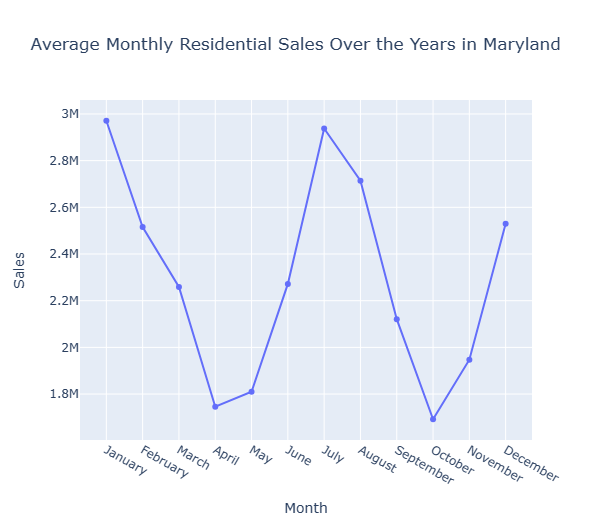 Average Monthly Residential Sales Over the Years in Maryland
3M
2.8M
2.6M
2.4M
2.2M
2M
1.8M
Sales
January
February
March
April
May
June
July
August
September
October
November
December
Month